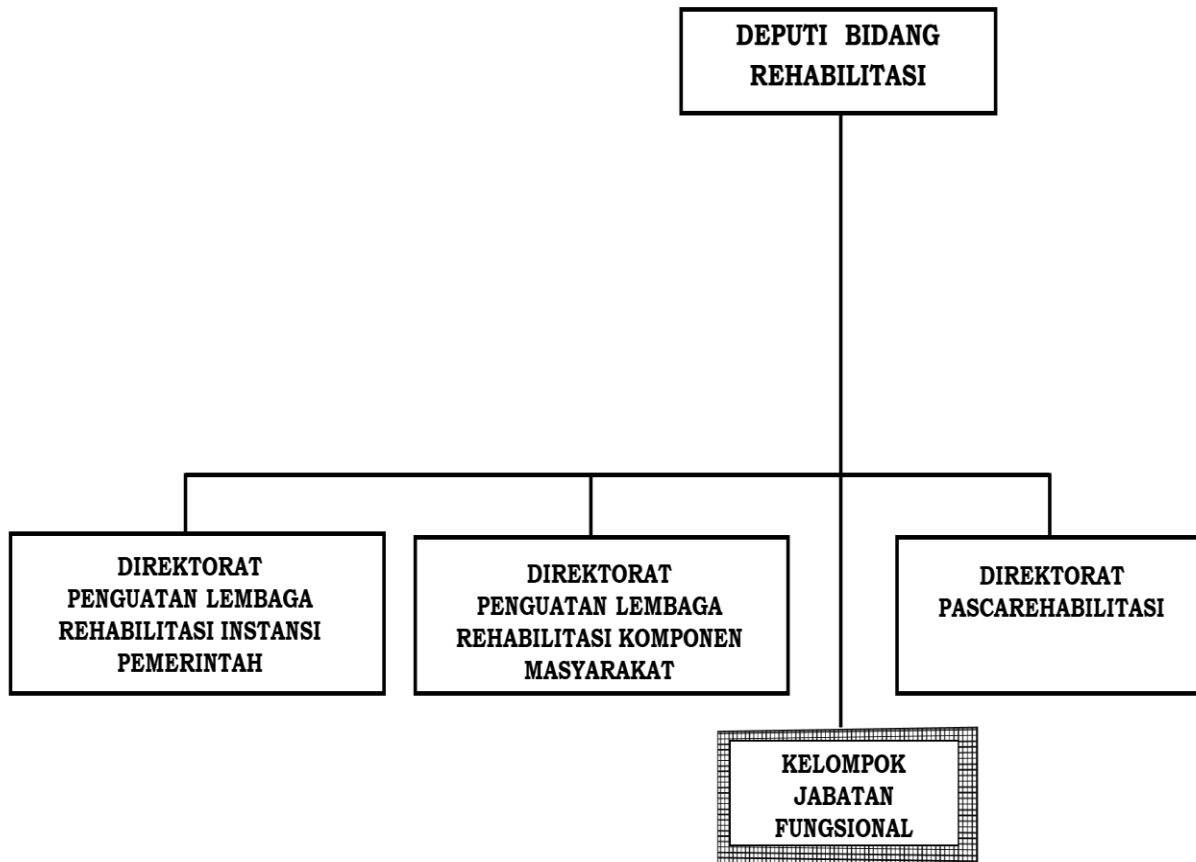 DEPUTI BIDANG
REHABILITASI
DIREKTORAT
PENGUATAN LEMBAGA
REHABILITASI INSTANSI
PEMERINTAH
DIREKTORAT
PENGUATAN LEMBAGA
REHABILITASI KOMPONEN
MASYARAKAT
DIREKTORAT
PASCAREHABILITASI
KELOMPOK
JABATAN
FUNGSIONAL